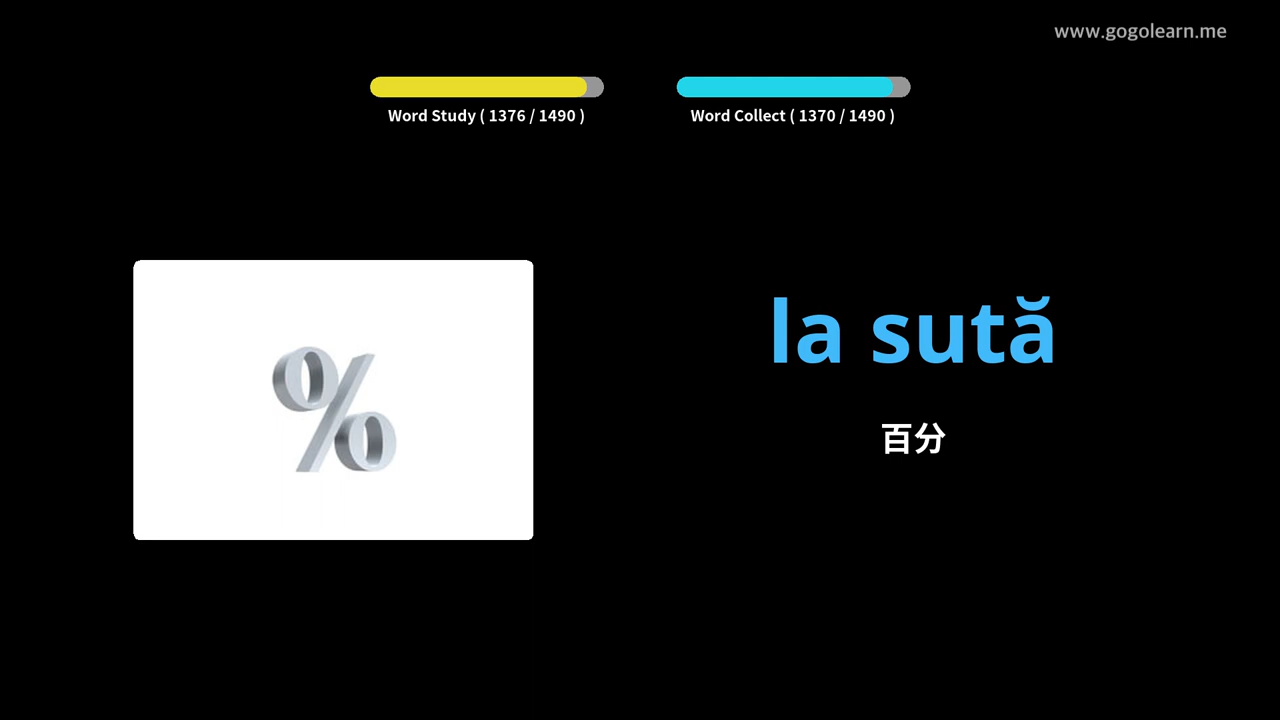 www.gogolearn.me
Word Study ( 1376 / 1490 )
Word Collect ( 1370 / 1490 )
%
la sută
百分